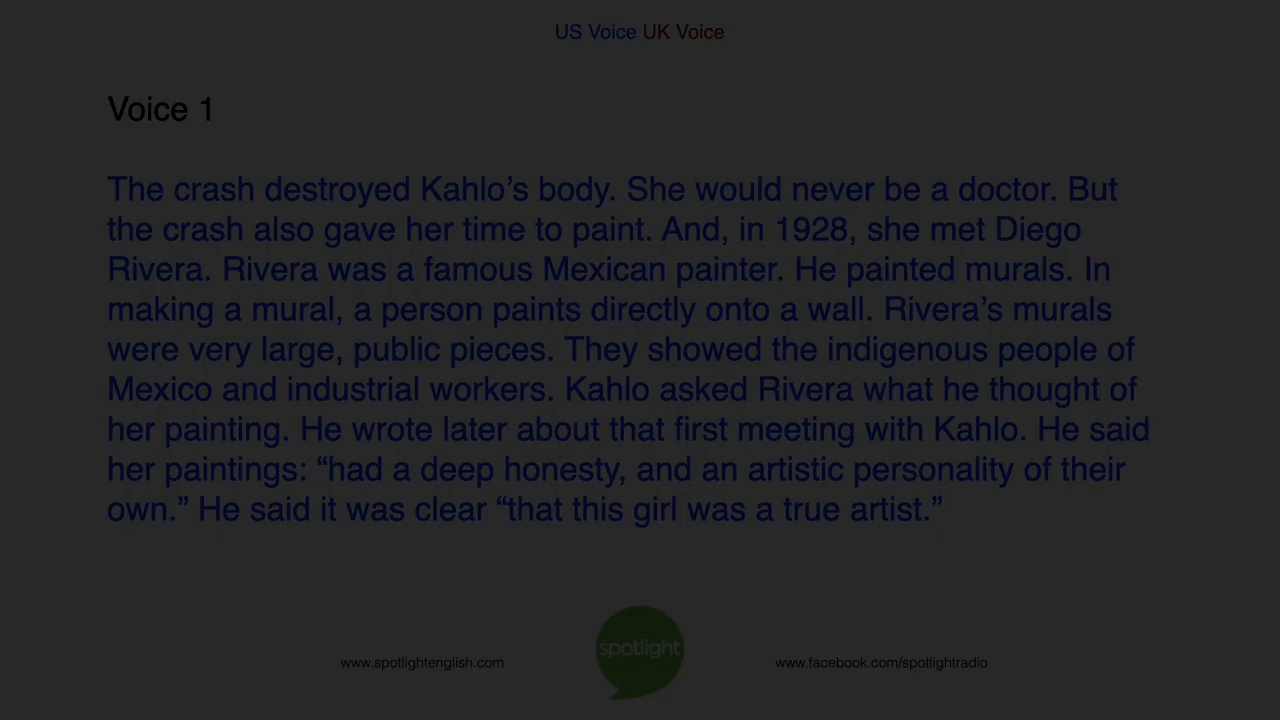 US Voice UK Voice
Voice 1
The crash destroyed Kahlo’s body. She would never be a doctor. But
the crash also gave her time to paint. And, in 1928, she met Diego
Rivera. Rivera was a famous Mexican painter. He painted murals. In
making a mural, a person paints directly onto a wall. Rivera’s murals
were very large, public pieces. They showed the indigenous people of
Mexico and industrial workers. Kahlo asked Rivera what he thought of
her painting. He wrote later about that first meeting with Kahlo. He said
her paintings: “had a deep honesty, and an artistic personality of their
own.” He said it was clear “that this girl was a true artist.”
spotlight
www.spotlightenglish.com
www.facebook.com/spotlightradio